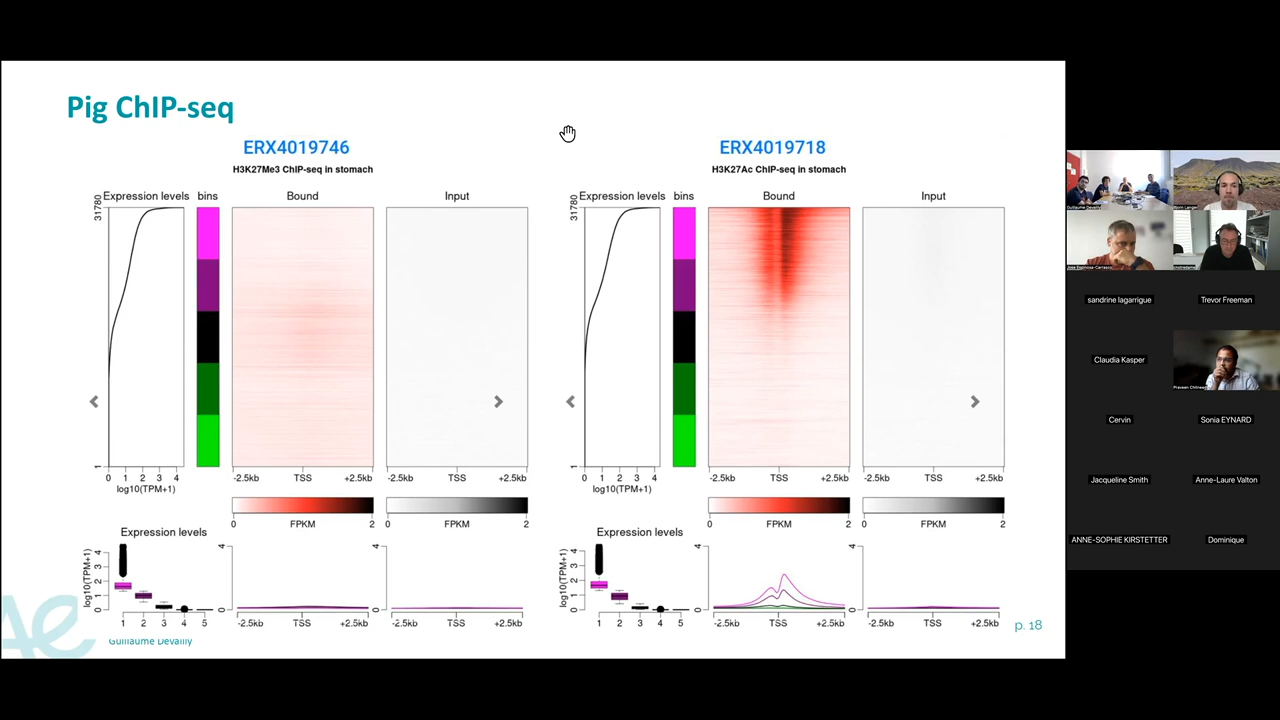 Pig ChIP-seq
ERX4019746
H3K27Me3 ChIP-seq in stomach
Expression levels
bins
Bound
Input
31780
1
0 1 2 3 4
log10(TPM+1)
-2.5kb TSS +2.5kb
-2.5kb TSS +2.5kb
0 FPKM 2
0 FPKM 2
Expression levels
log10(TPM+1)
0 1 2 3 4
1 2 3 4 5
0 4
-2.5kb TSS +2.5kb
0 4
-2.5kb TSS +2.5kb
ERX4019718
H3K27Ac ChIP-seq in stomach
Expression levels
bins
Bound
Input
31780
1
0 1 2 3 4
log10(TPM+1)
-2.5kb TSS +2.5kb
-2.5kb TSS +2.5kb
0 FPKM 2
0 FPKM 2
Expression levels
log10(TPM+1)
0 1 2 3 4
1 2 3 4 5
0 4
-2.5kb TSS +2.5kb
0 4
-2.5kb TSS +2.5kb
Guillaume Devailly
p. 18
Guillaume Devailly
Bjorn Langer
Jose Espinosa-Carrasco
sandrine lagarrigue
Trevor Freeman
Claudia Kasper
Praveen
Cervin
Sonia EYNARD
Jacqueline Smith
Anne-Laure Valton
ANNE-SOPHIE KIRSTETTER
Dominique